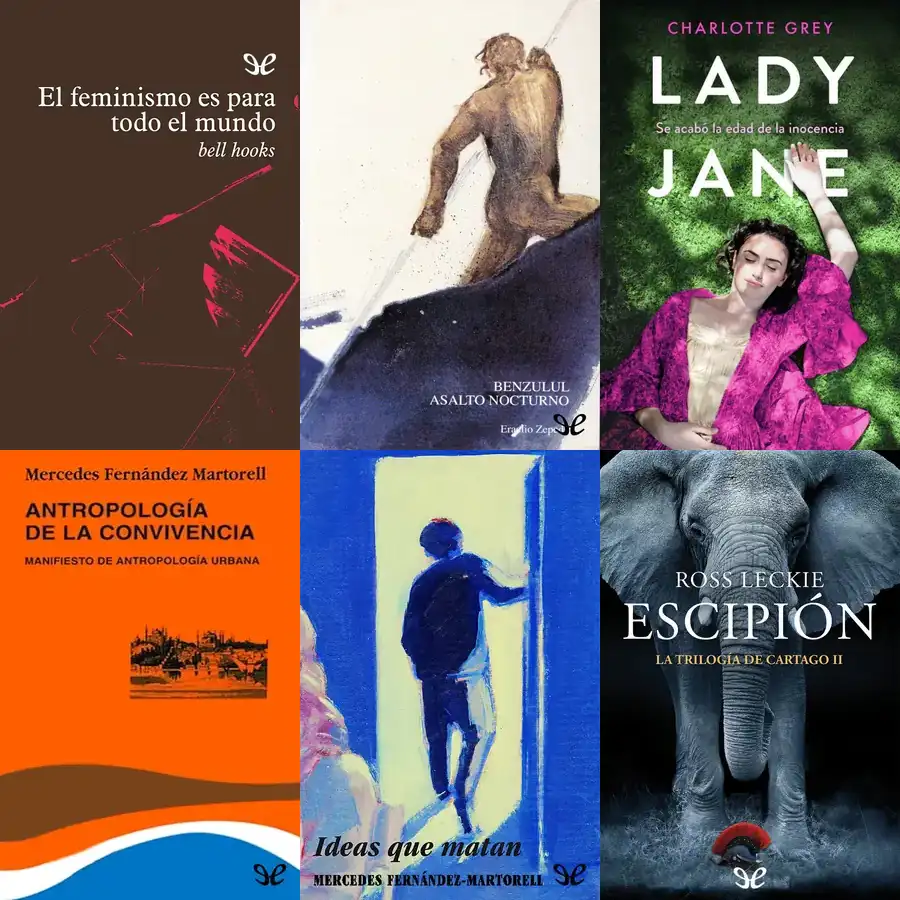 El feminismo es para
todo el mundo
bell hooks
BENZULUL
ASALTO NOCTURNO
Eraclio Zepeda
CHARLOTTE GREY
LADY
Se acabó la edad de la inocencia
JANE
Mercedes Fernández Martorell
ANTROPOLOGÍA
DE LA CONVIVENCIA
MANIFIESTO DE ANTROPOLOGÍA URBANA
Ideas que matan
MERCEDES FERNÁNDEZ-MARTORELL
ROSS LECKIE
ESCIPIÓN
LA TRILOGÍA DE CARTAGO II